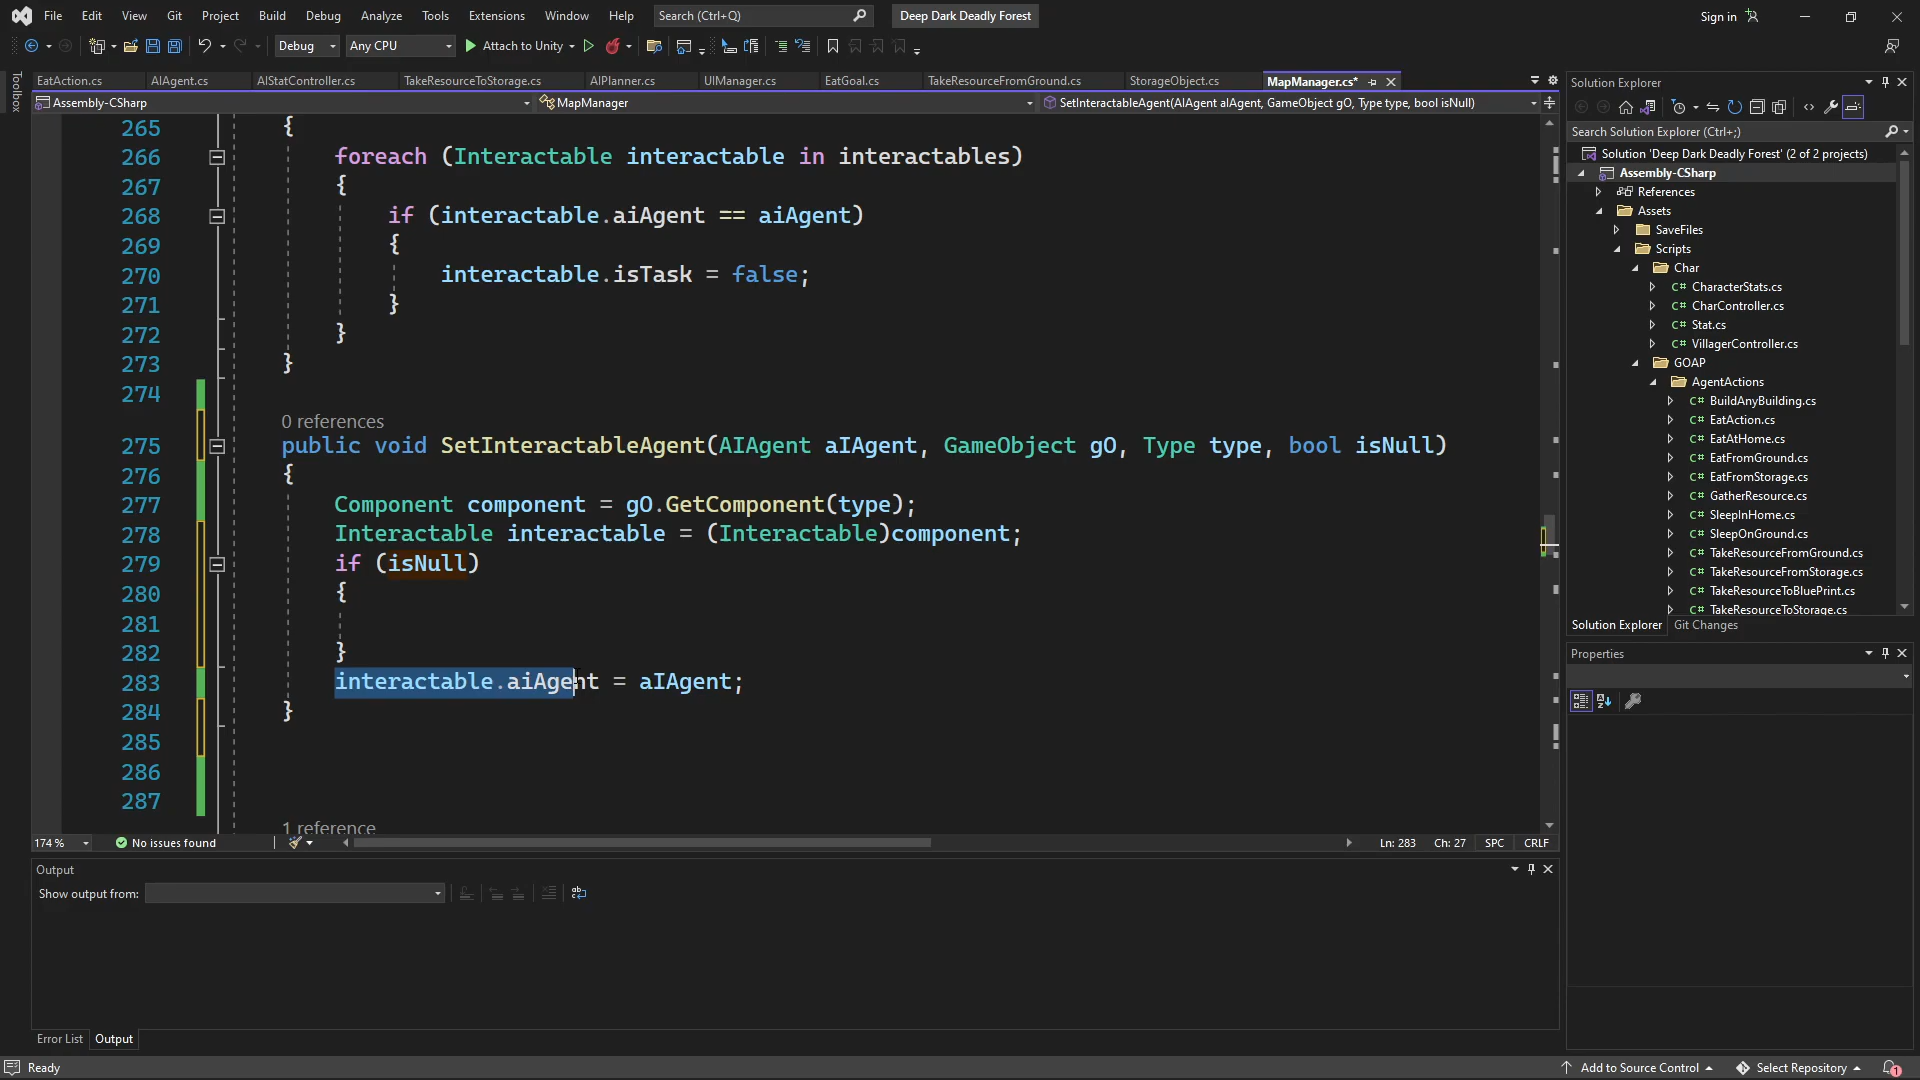 File Edit View Git Project Build Debug Analyze Tools Extensions Window Help Search (Ctrl+Q) Deep Dark Deadly Forest Sign in
Debug Any CPU Attach to Unity
Toolbox
EatAction.cs AIAgent.cs AIStatController.cs TakeResourceToStorage.cs AIPlanner.cs UIManager.cs EatGoal.cs TakeResourceFromGround.cs StorageObject.cs MapManager.cs*
Assembly-CSharp MapManager SetInteractableAgent(AIAgent aIAgent, GameObject gO, Type type, bool isNull)
265 {
266 foreach (Interactable interactable in interactables)
267 {
268 if (interactable.aiAgent == aiAgent)
269 {
270 interactable.isTask = false;
271 }
272 }
273 }
274
0 references
275 public void SetInteractableAgent(AIAgent aIAgent, GameObject gO, Type type, bool isNull)
276 {
277 Component component = gO.GetComponent(type);
278 Interactable interactable = (Interactable)component;
279 if (isNull)
280 {
281
282 }
283 interactable.aiAgent = aIAgent;
284 }
285
286
287
1 reference
174 % No issues found Ln: 283 Ch: 27 SPC CRLF
Output
Show output from:
Error List Output
Ready Add to Source Control Select Repository 1
Solution Explorer
Search Solution Explorer (Ctrl+;)
Solution 'Deep Dark Deadly Forest' (2 of 2 projects)
Assembly-CSharp
References
Assets
SaveFiles
Scripts
Char
C# CharacterStats.cs
C# CharController.cs
C# Stat.cs
C# VillagerController.cs
GOAP
AgentActions
C# BuildAnyBuilding.cs
C# EatAction.cs
C# EatAtHome.cs
C# EatFromGround.cs
C# EatFromStorage.cs
C# GatherResource.cs
C# SleepInHome.cs
C# SleepOnGround.cs
C# TakeResourceFromGround.cs
C# TakeResourceFromStorage.cs
C# TakeResourceToBluePrint.cs
C# TakeResourceToStorage.cs
Solution Explorer Git Changes
Properties